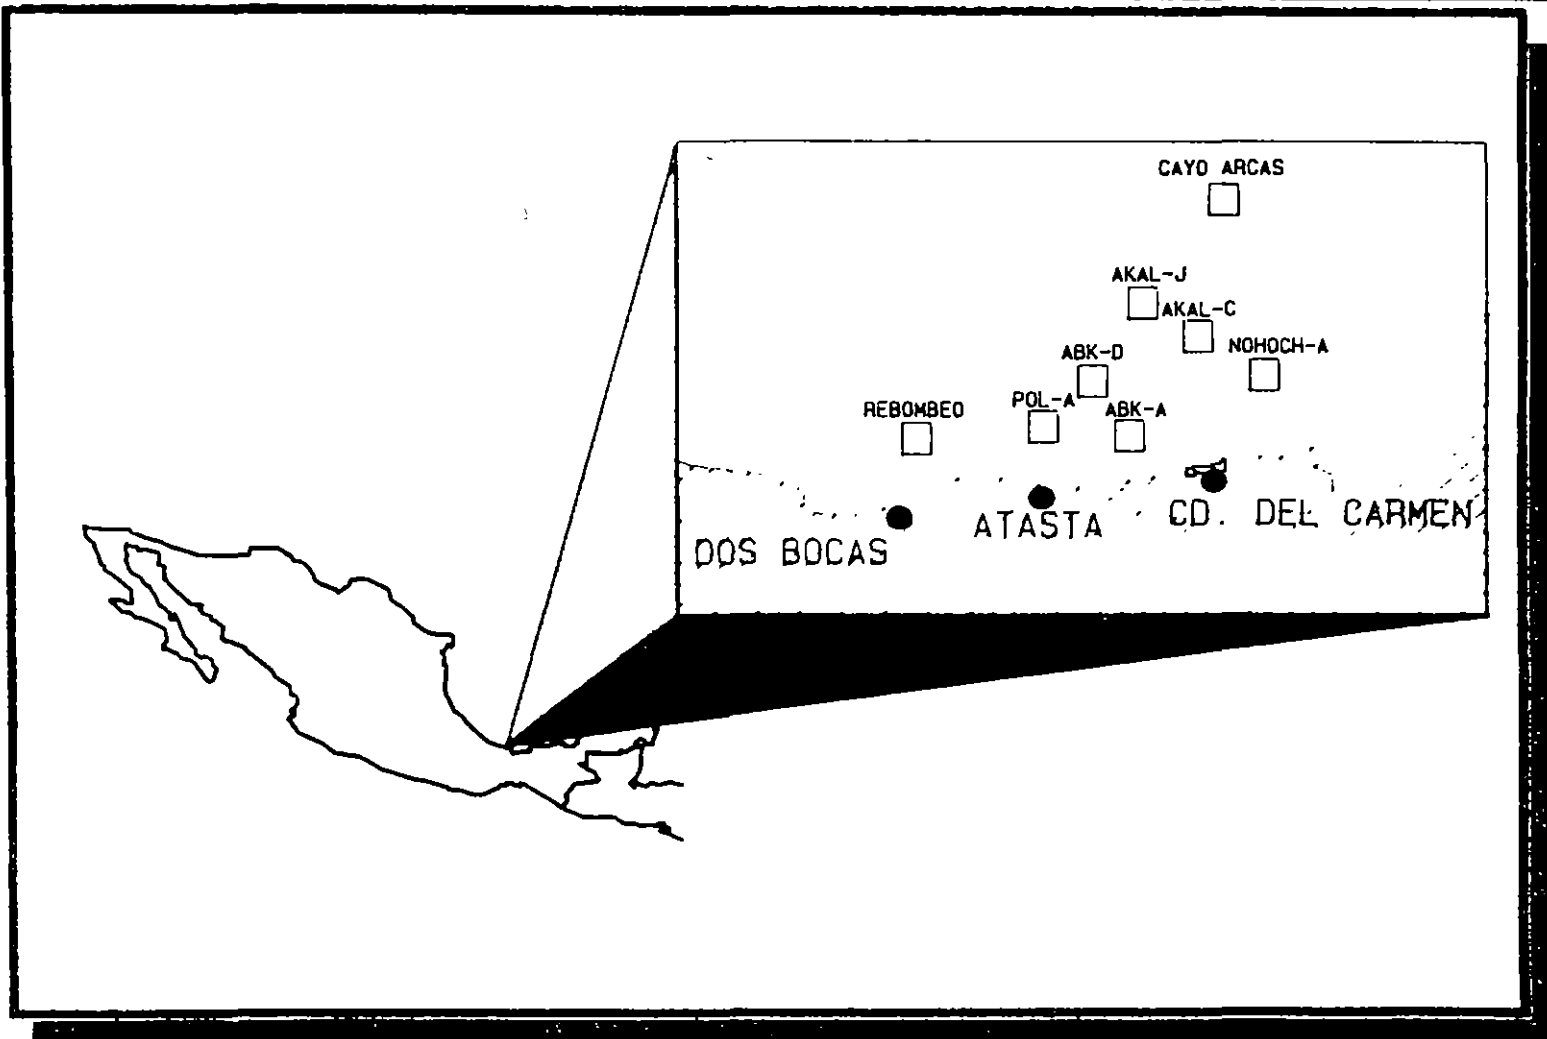 CAYO ARCAS
AKAL-J
AKAL-C
NOHOCH-A
ABK-D
POL-A
ABK-A
REBOMBEO
CD. DEL CARMEN
ATASTA
DOS BOCAS